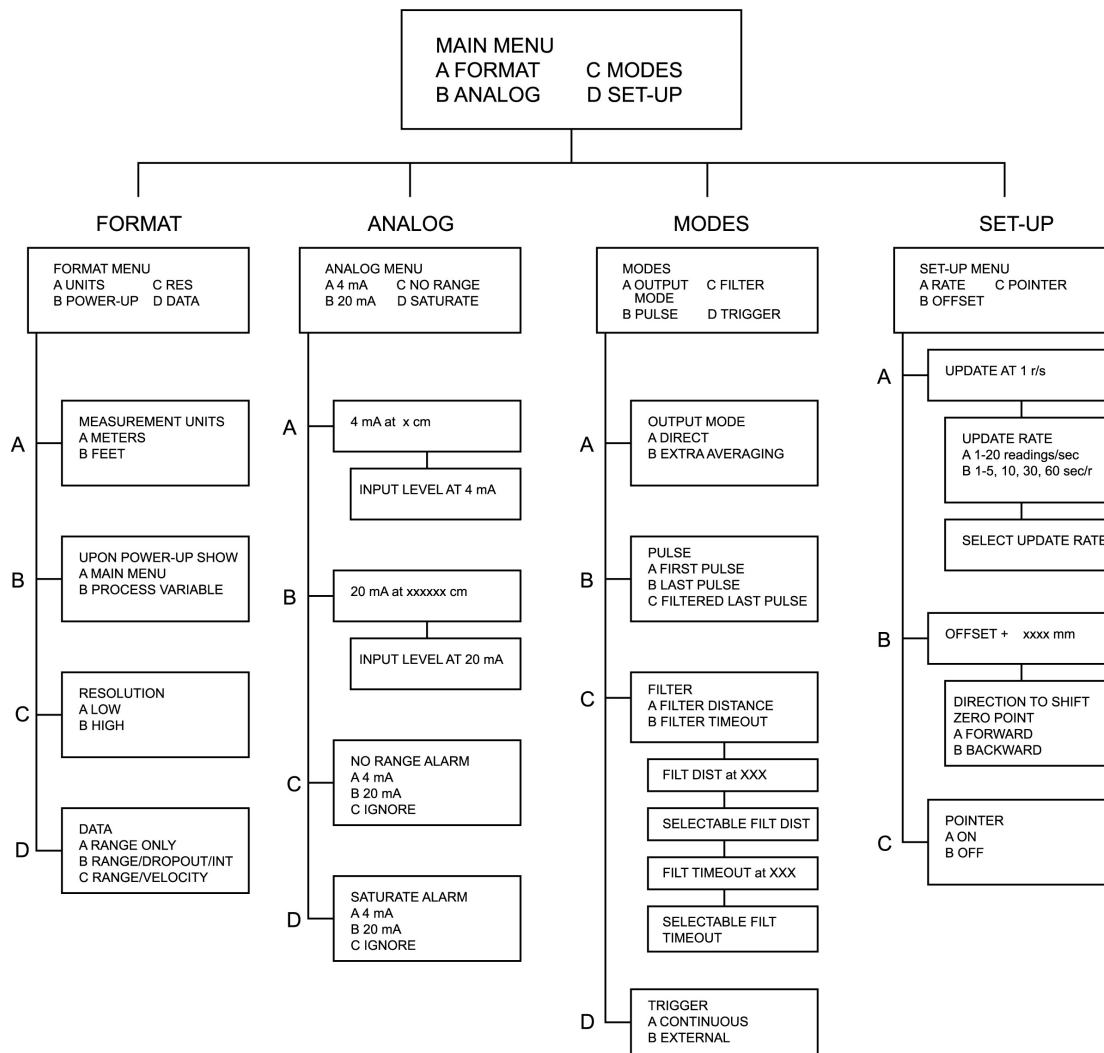 MAIN MENU
A FORMAT C MODES
B ANALOG D SET-UP
FORMAT
FORMAT MENU
A UNITS C RES
B POWER-UP D DATA
A
MEASUREMENT UNITS
A METERS
B FEET
B
UPON POWER-UP SHOW
A MAIN MENU
B PROCESS VARIABLE
C
RESOLUTION
A LOW
B HIGH
D
DATA
A RANGE ONLY
B RANGE/DROPOUT/INT
C RANGE/VELOCITY
ANALOG
ANALOG MENU
A 4 mA C NO RANGE
B 20 mA D SATURATE
A
4 mA at x cm
INPUT LEVEL AT 4 mA
B
20 mA at xxxxxx cm
INPUT LEVEL AT 20 mA
C
NO RANGE ALARM
A 4 mA
B 20 mA
C IGNORE
D
SATURATE ALARM
A 4 mA
B 20 mA
C IGNORE
MODES
MODES
A OUTPUT C FILTER
MODE
B PULSE D TRIGGER
A
OUTPUT MODE
A DIRECT
B EXTRA AVERAGING
B
PULSE
A FIRST PULSE
B LAST PULSE
C FILTERED LAST PULSE
C
FILTER
A FILTER DISTANCE
B FILTER TIMEOUT
FILT DIST at XXX
SELECTABLE FILT DIST
FILT TIMEOUT at XXX
SELECTABLE FILT
TIMEOUT
D
TRIGGER
A CONTINUOUS
B EXTERNAL
SET-UP
SET-UP MENU
A RATE C POINTER
B OFFSET
A
UPDATE AT 1 r/s
UPDATE RATE
A 1-20 readings/sec
B 1-5, 10, 30, 60 sec/r
SELECT UPDATE RATE
B
OFFSET + xxxx mm
DIRECTION TO SHIFT
ZERO POINT
A FORWARD
B BACKWARD
C
POINTER
A ON
B OFF